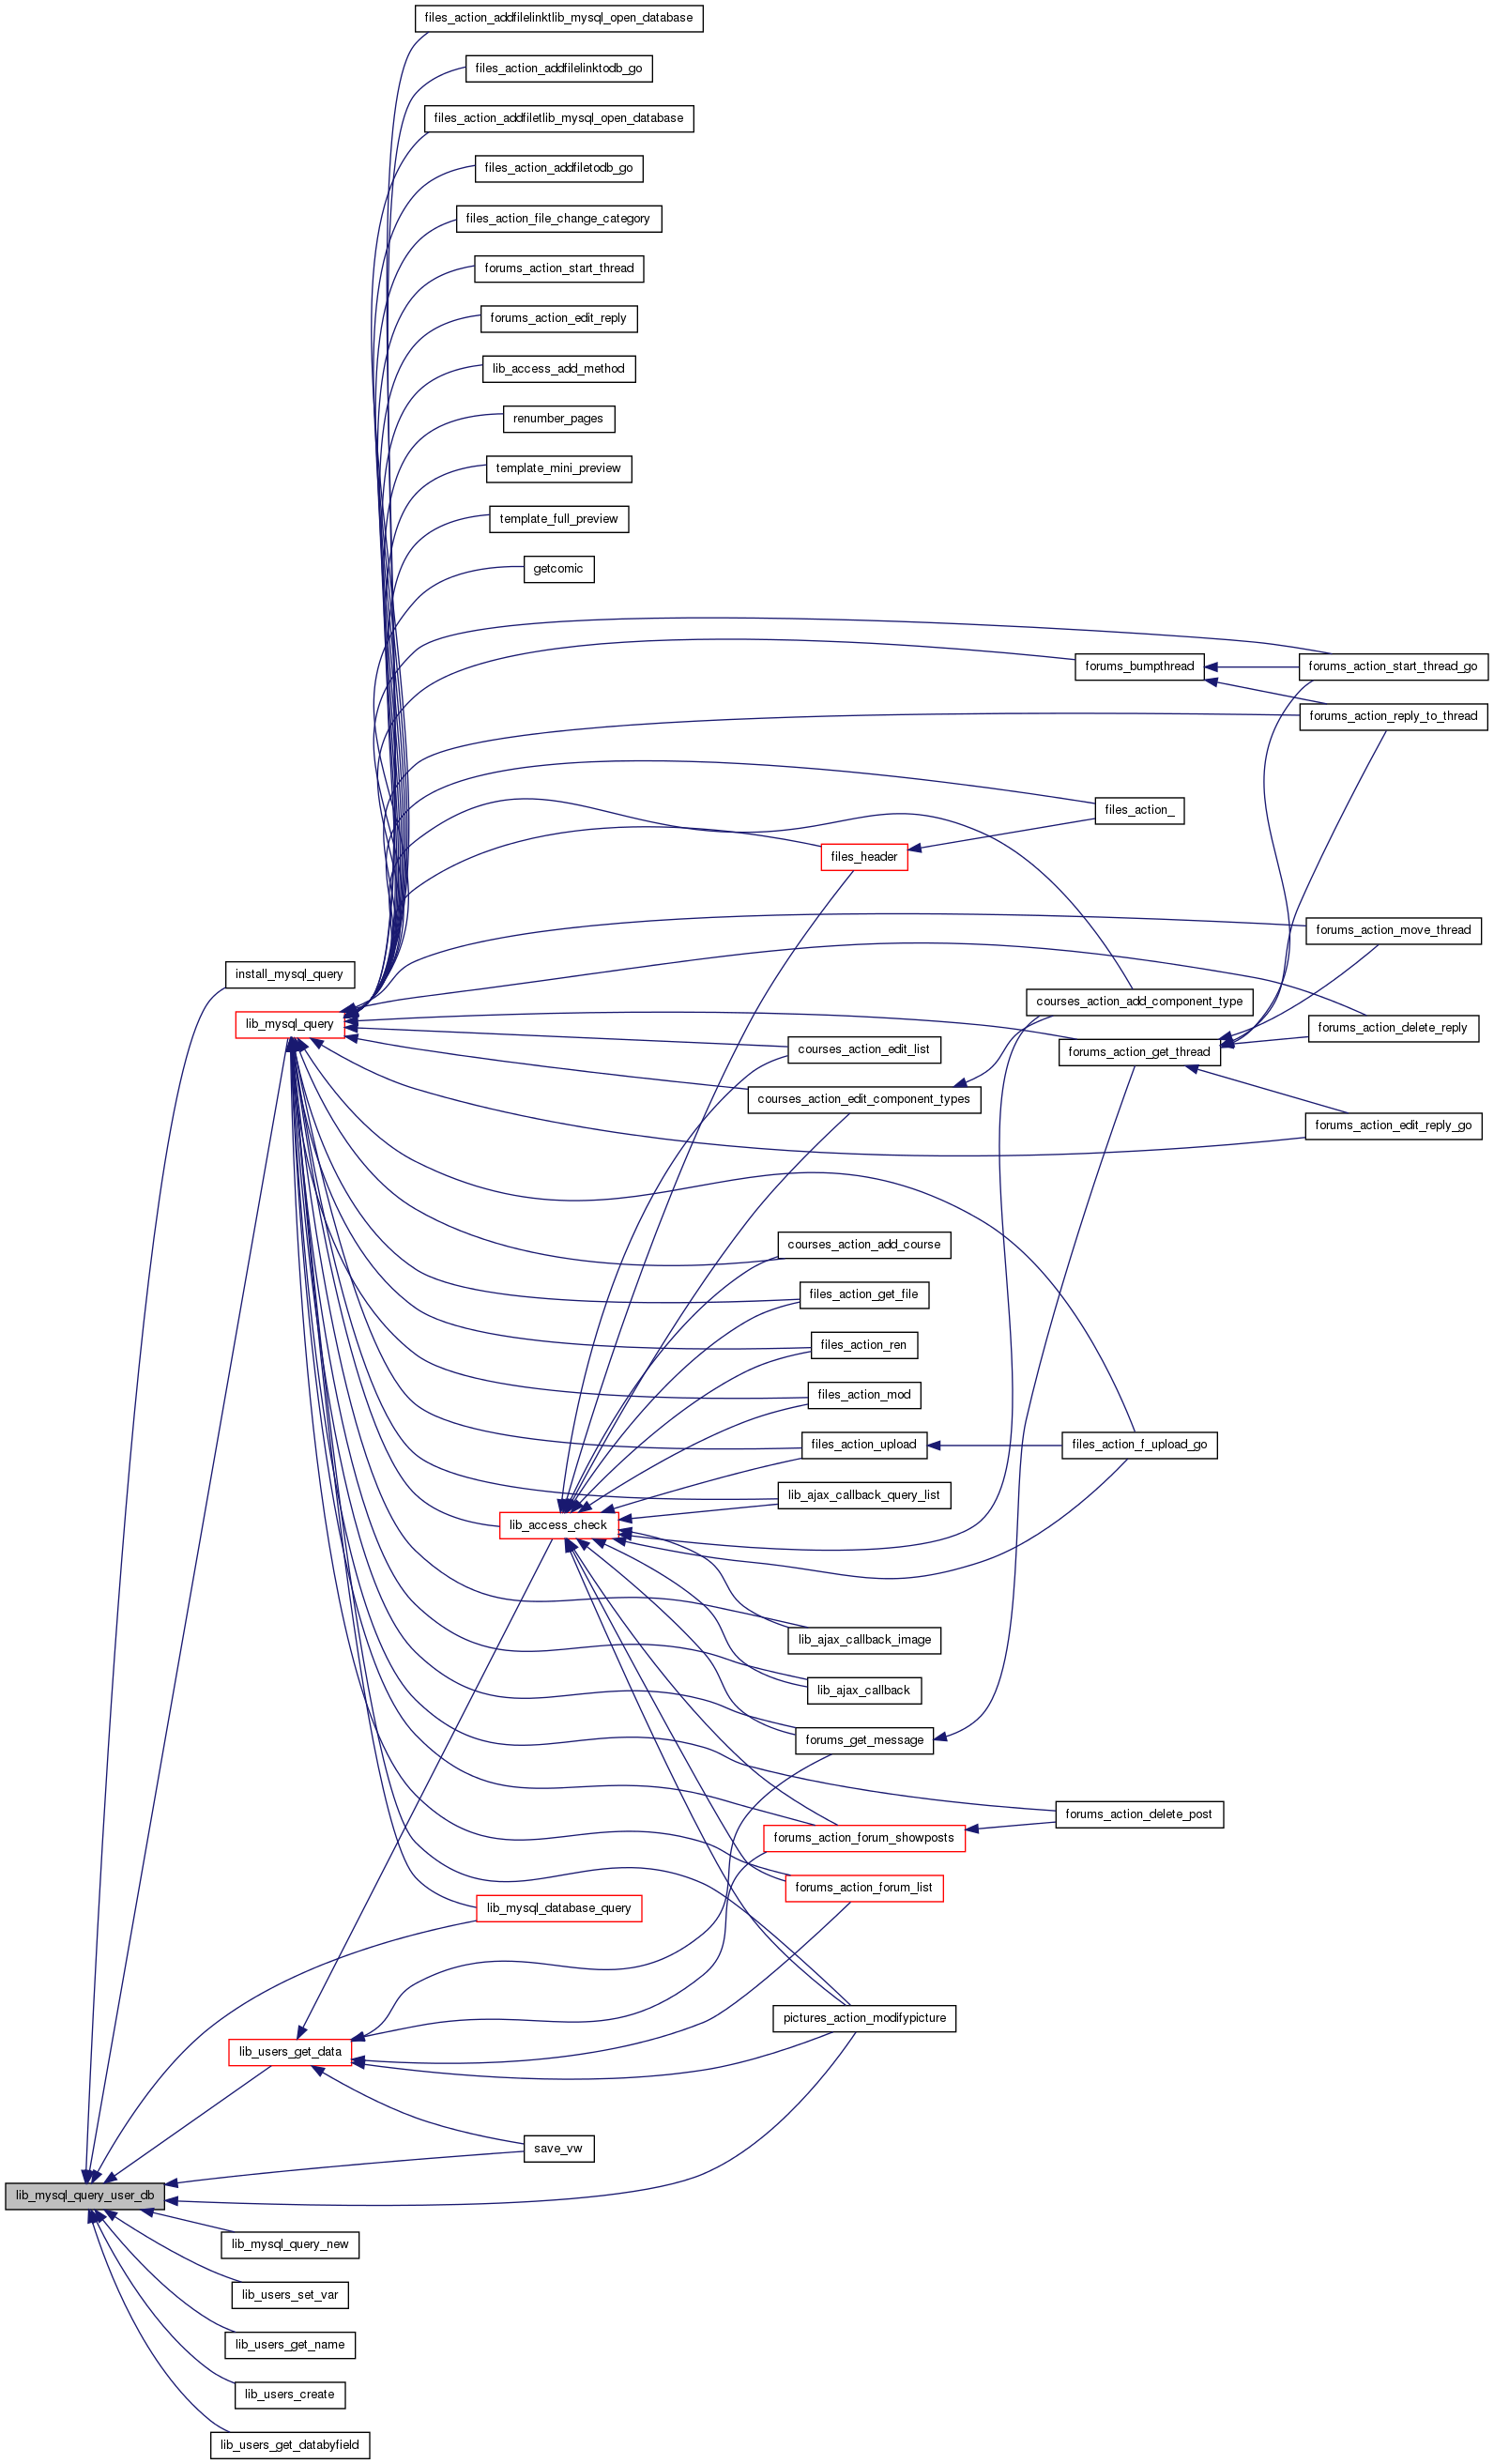 files_action_addfilelinktlib_mysql_open_database
files_action_addfilelinktodb_go
files_action_addfiletlib_mysql_open_database
files_action_addfiletodb_go
files_action_file_change_category
forums_action_start_thread
forums_action_edit_reply
lib_access_add_method
renumber_pages
template_mini_preview
template_full_preview
getcomic
forums_bumpthread
forums_action_start_thread_go
forums_action_reply_to_thread
files_action_
files_header
forums_action_move_thread
install_mysql_query
courses_action_add_component_type
lib_mysql_query
forums_action_delete_reply
courses_action_edit_list
forums_action_get_thread
courses_action_edit_component_types
forums_action_edit_reply_go
courses_action_add_course
files_action_get_file
files_action_ren
files_action_mod
files_action_upload
files_action_f_upload_go
lib_ajax_callback_query_list
lib_access_check
lib_ajax_callback_image
lib_ajax_callback
forums_get_message
forums_action_delete_post
forums_action_forum_showposts
forums_action_forum_list
lib_mysql_database_query
pictures_action_modifypicture
lib_users_get_data
save_vw
lib_mysql_query_user_db
lib_mysql_query_new
lib_users_set_var
lib_users_get_name
lib_users_create
lib_users_get_databyfield